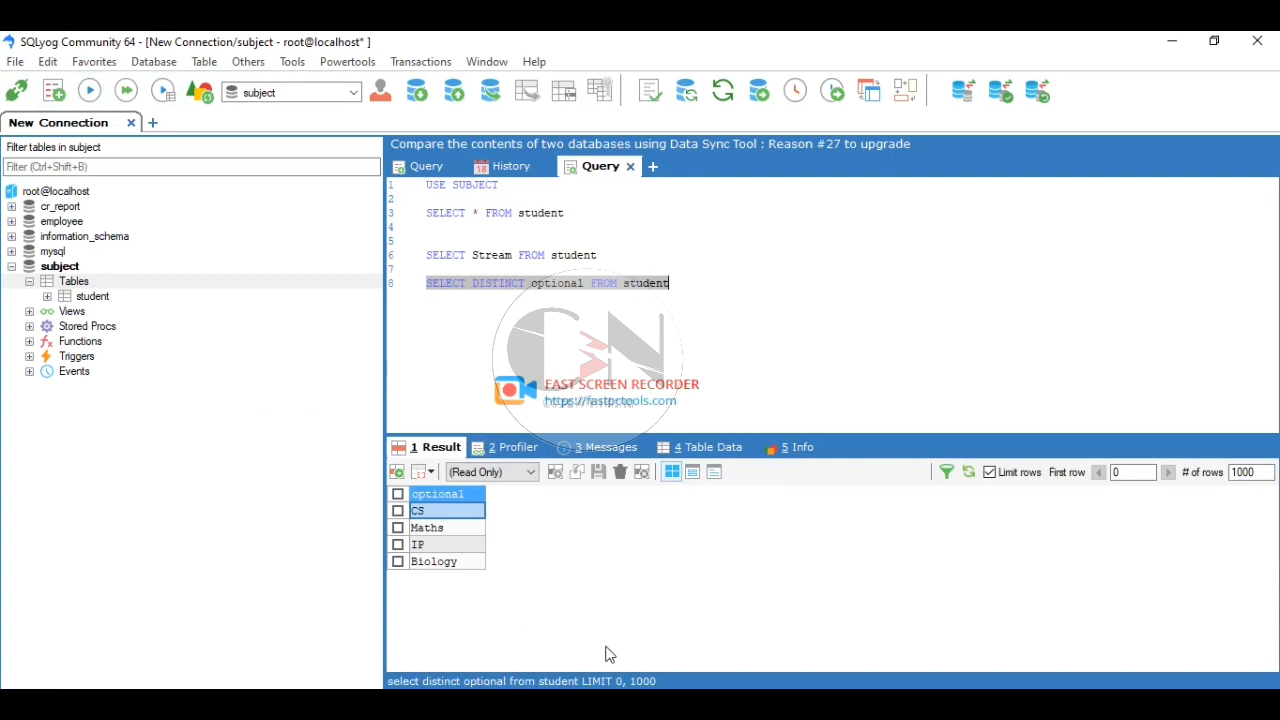 SQLyog Community 64 - [New Connection/subject - root@localhost* ]
File Edit Favorites Database Table Others Tools Powertools Transactions Window Help
subject
New Connection
Filter tables in subject
Filter (Ctrl+Shift+B)
root@localhost
cr_report
employee
information_schema
mysql
subject
Tables
student
Views
Stored Procs
Functions
Triggers
Events
Compare the contents of two databases using Data Sync Tool : Reason #27 to upgrade
Query History Query
1 USE SUBJECT
2
3 SELECT * FROM student
4
5
6 SELECT Stream FROM student
7
8 SELECT DISTINCT optional FROM student
FAST SCREEN RECORDER
https://fastpctools.com
1 Result 2 Profiler 3 Messages 4 Table Data 5 Info
(Read Only) Limit rows First row 0 # of rows 1000
optional
CS
Maths
IP
Biology
select distinct optional from student LIMIT 0, 1000